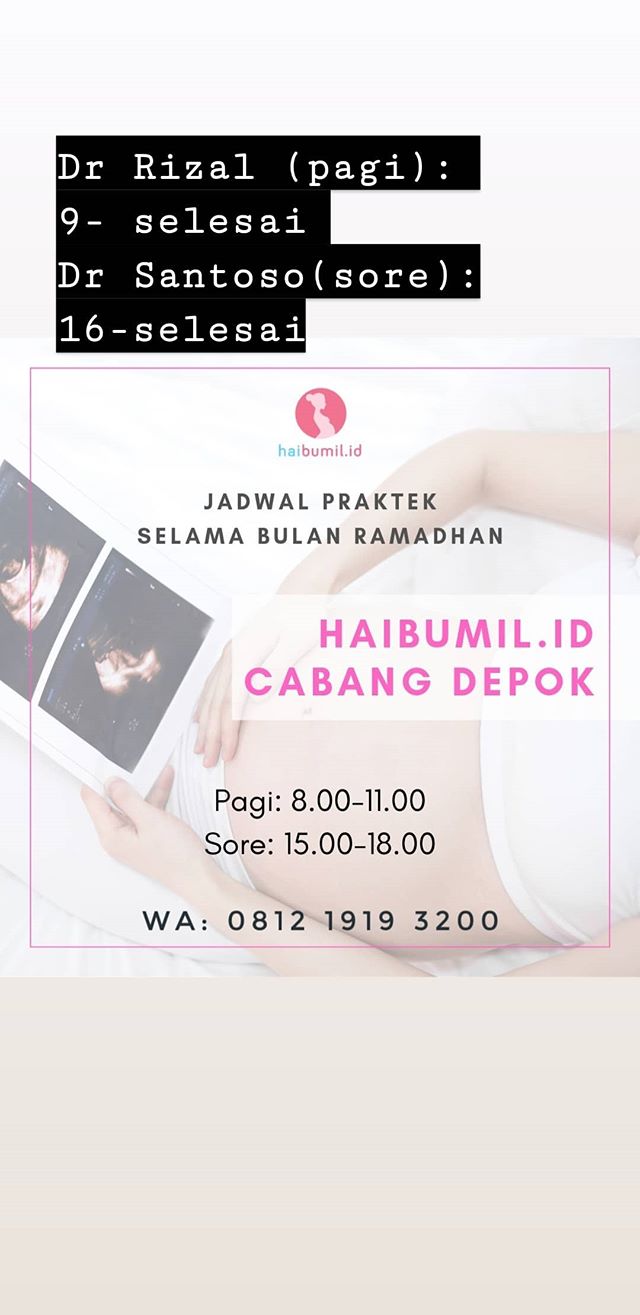 Dr Rizal (pagi):
9- selesai
Dr Santoso(sore):
16-selesai
haibumil.id
JADWAL PRAKTEK
SELAMA BULAN RAMADHAN
HAIBUMIL.ID
CABANG DEPOK
Pagi: 8.00-11.00
Sore: 15.00-18.00
WA: 0812 1919 3200